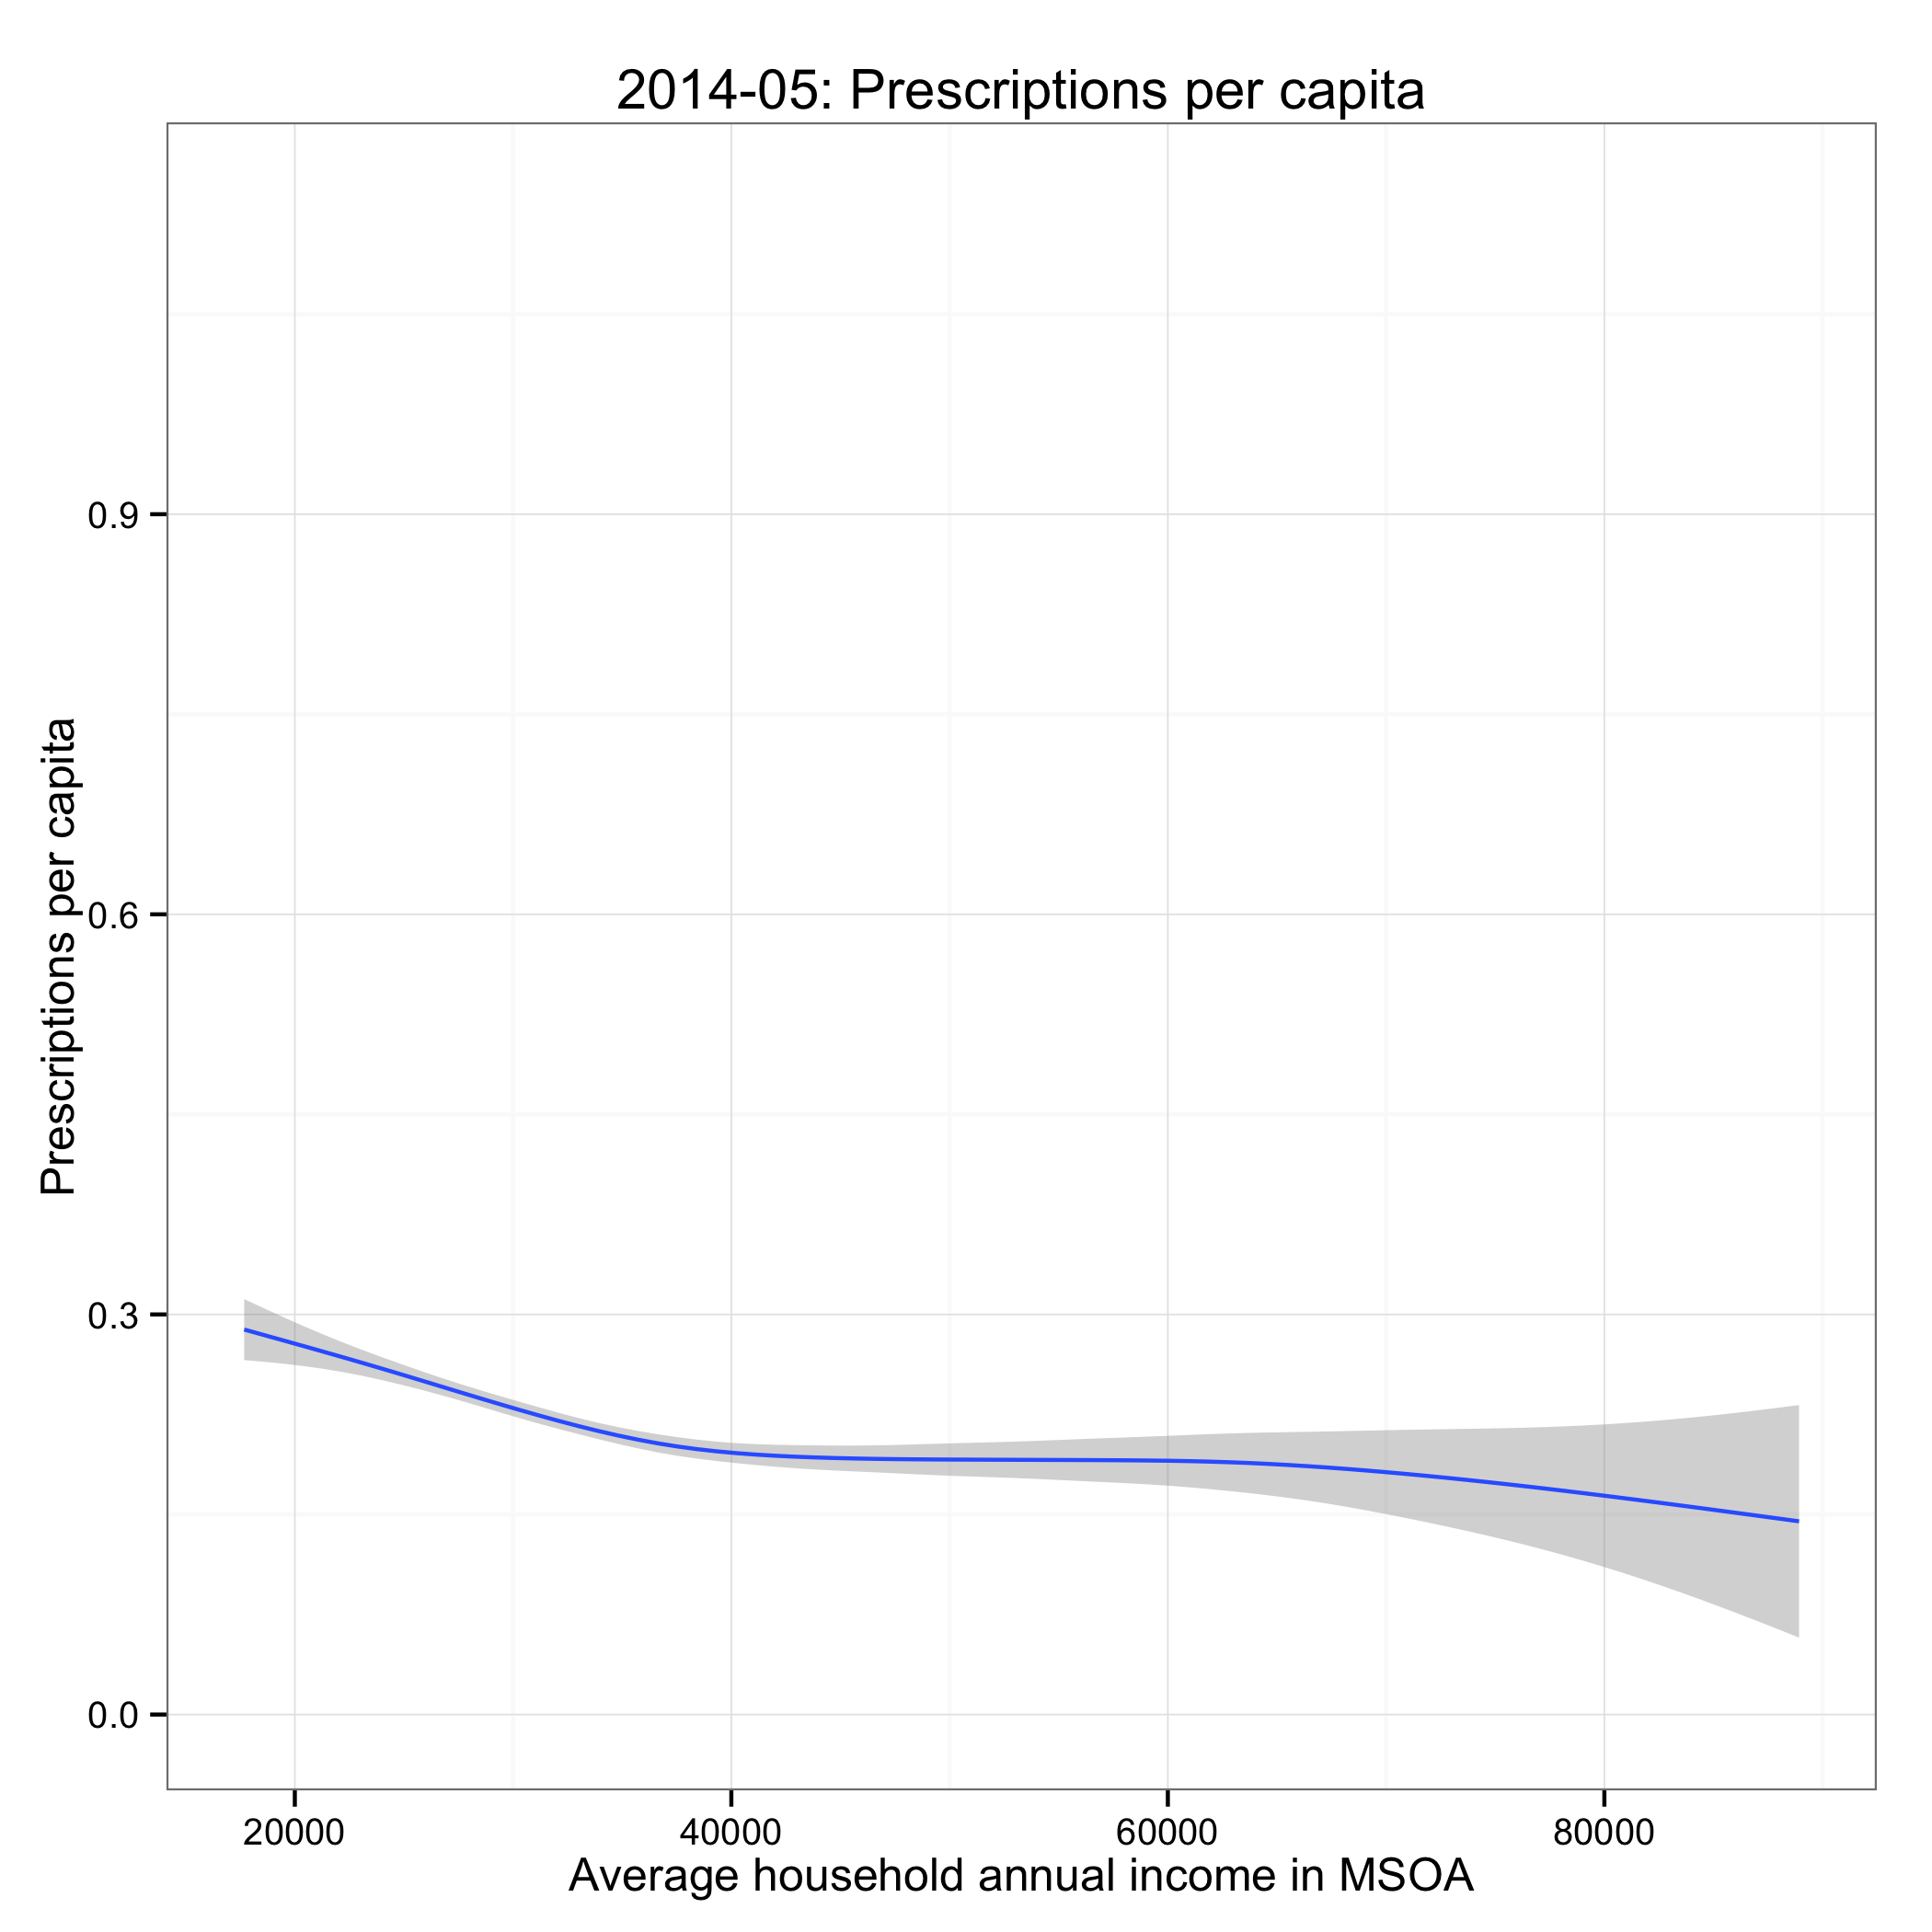 2014-05: Prescriptions per capita
Prescriptions per capita
0.9
0.6
0.3
0.0
20000 40000 60000 80000
Average household annual income in MSOA